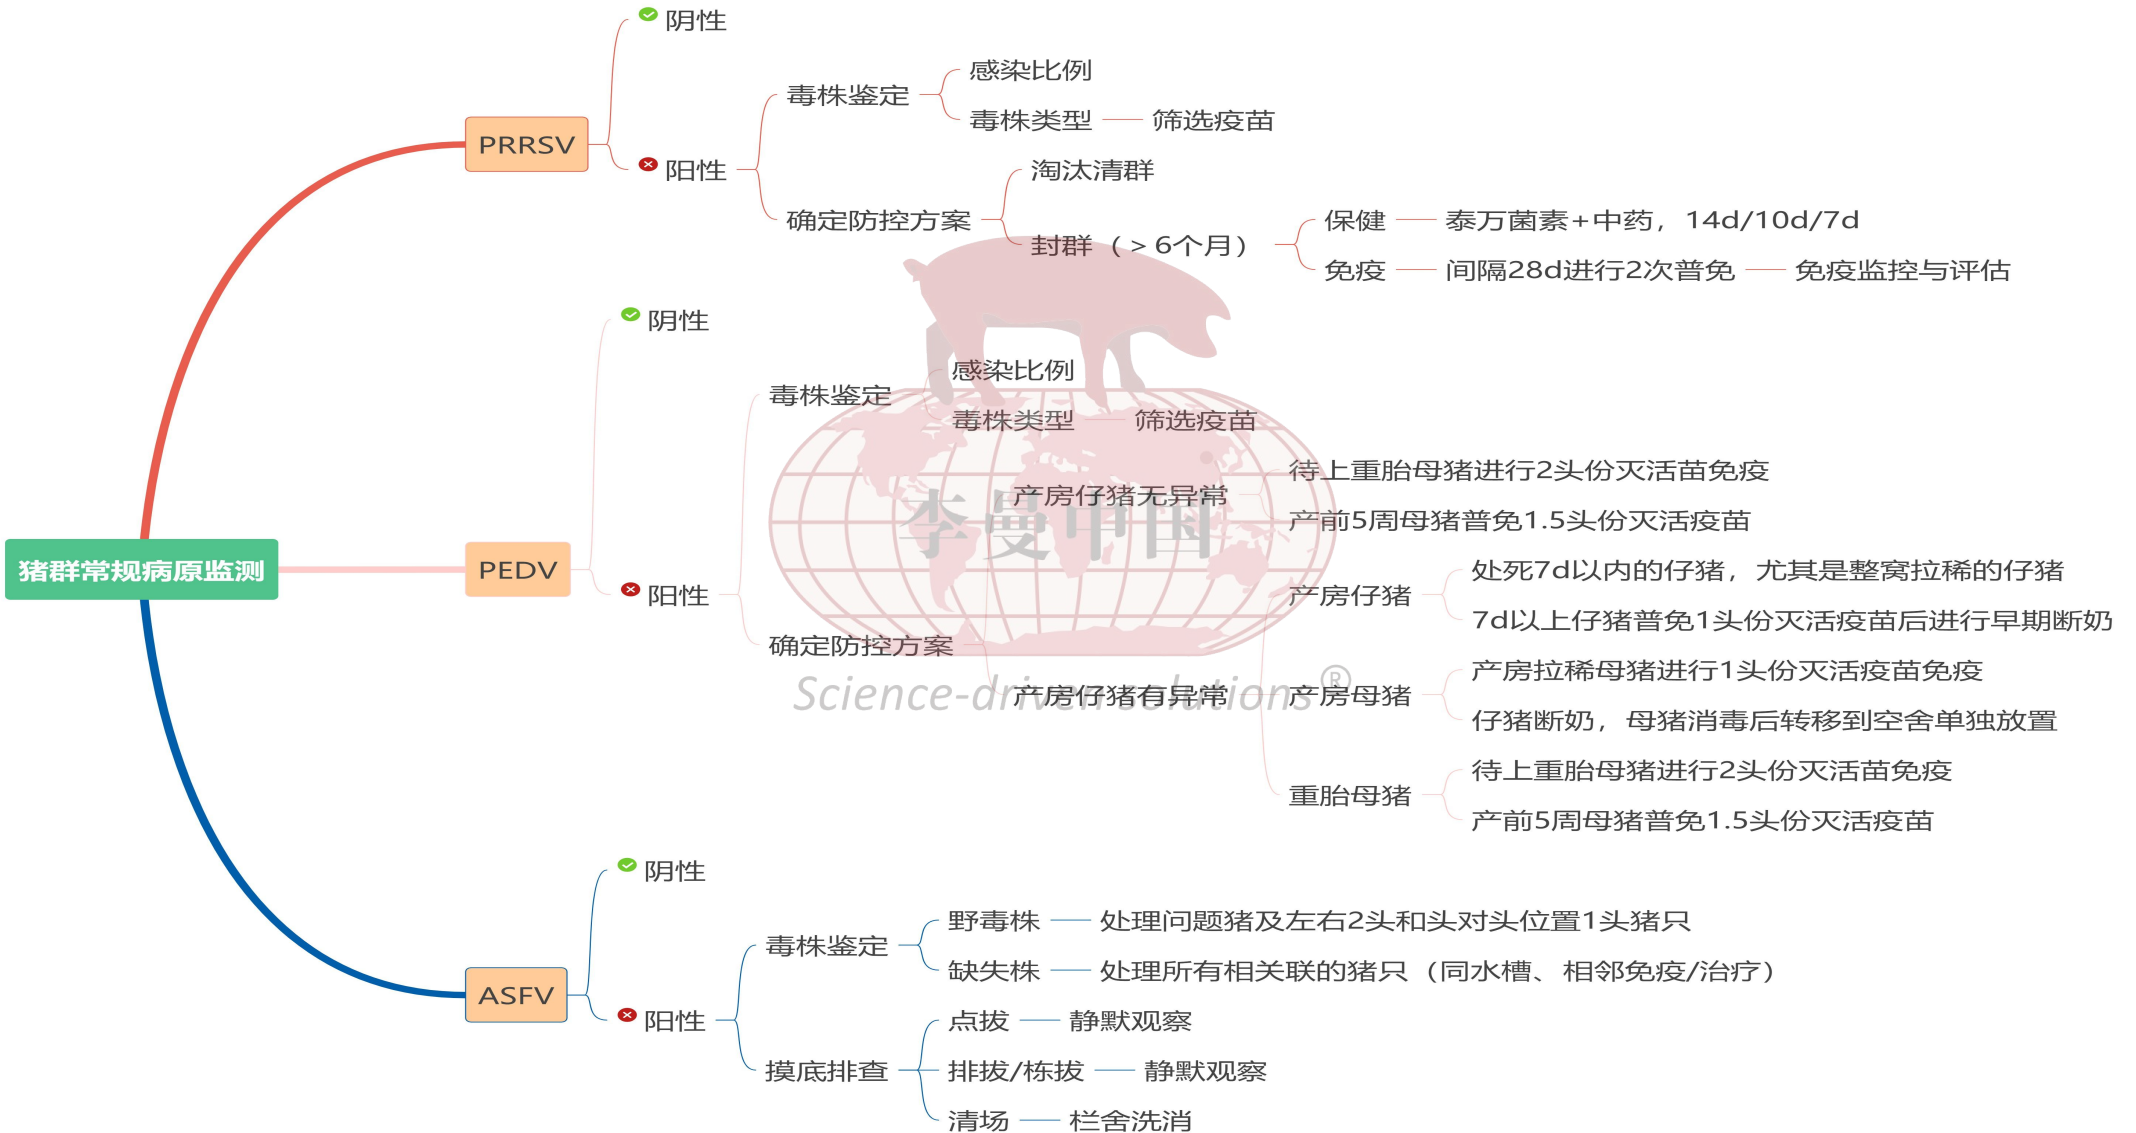 猪群常规病原监测
PRRSV
阴性
阳性
毒株鉴定
感染比例
毒株类型
筛选疫苗
确定防控方案
淘汰清群
封群（＞6个月）
保健
泰万菌素+中药，14d/10d/7d
免疫
间隔28d进行2次普免
免疫监控与评估
PEDV
阴性
阳性
毒株鉴定
感染比例
毒株类型
筛选疫苗
确定防控方案
产房仔猪无异常
待上重胎母猪进行2头份灭活苗免疫
产前5周母猪普免1.5头份灭活疫苗
产房仔猪有异常
产房仔猪
处死7d以内的仔猪，尤其是整窝拉稀的仔猪
7d以上仔猪普免1头份灭活疫苗后进行早期断奶
产房母猪
产房拉稀母猪进行1头份灭活疫苗免疫
仔猪断奶，母猪消毒后转移到空舍单独放置
重胎母猪
待上重胎母猪进行2头份灭活苗免疫
产前5周母猪普免1.5头份灭活疫苗
ASFV
阴性
阳性
毒株鉴定
野毒株
处理问题猪及左右2头和头对头位置1头猪只
缺失株
处理所有相关联的猪只（同水槽、相邻免疫/治疗）
摸底排查
点拔
静默观察
排拔/栋拔
静默观察
清场
栏舍洗消
李曼中国
Science-driven solutions®